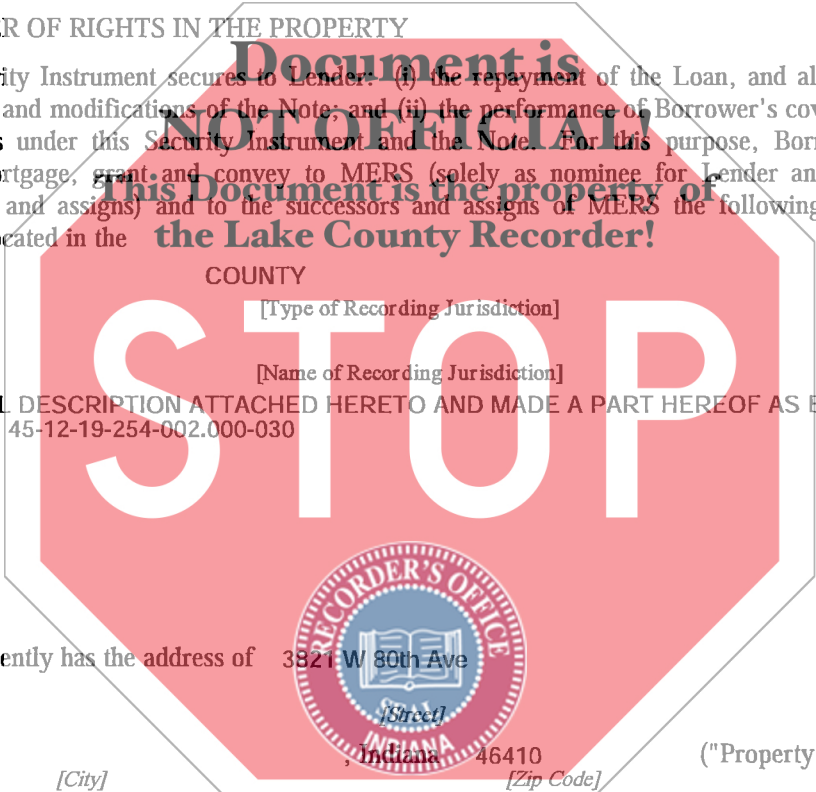 R OF RIGHTS IN THE PROPERTY
Document is
ity Instrument secures to Lender: (i) the repayment of the Loan, and al
and modifications of the Note; and (ii) the performance of Borrower's cov
NOT OFFICIAL!
s under this Security Instrument and the Note. For this purpose, Borr
rtgage, grant and convey to MERS (solely as nominee for Lender an
This Document is the property of
and assigns) and to the successors and assigns of MERS the following
cated in the
the Lake County Recorder!
COUNTY
[Type of Recording Jurisdiction]
STOP
[Name of Recording Jurisdiction]
L DESCRIPTION ATTACHED HERETO AND MADE A PART HEREOF AS E
45-12-19-254-002.000-030
RECORDER'S OFFICE
ently has the address of 3821 W 80th Ave
SEAL
[Street]
INDIANA
, Indiana 46410 ("Property
[City] [Zip Code]